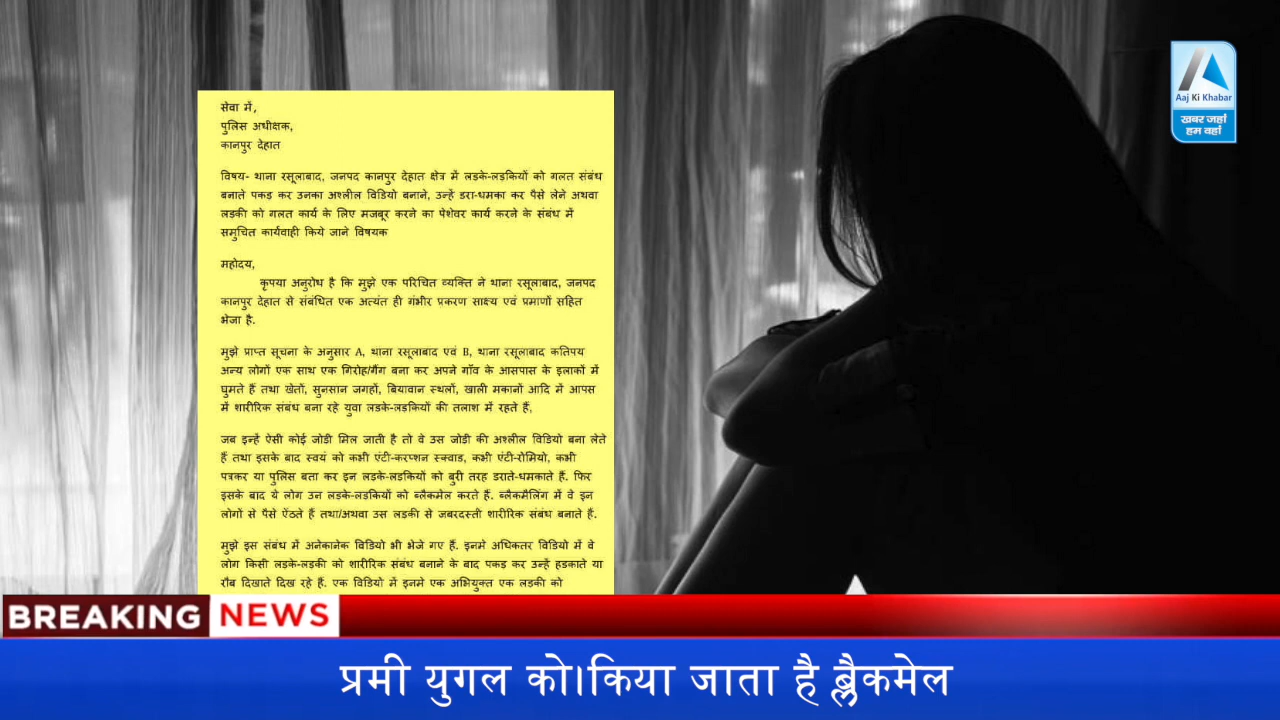 Aaj Ki Khabar
खबर जहां
हम वहां
सेवा में,
पुलिस अधीक्षक,
कानपुर देहात
विषय- थाना रसूलाबाद, जनपद कानपुर देहात क्षेत्र में लड़के-लड़कियों को गलत संबंध
बनाते पकड़ कर उनका अश्लील विडियो बनाने, उन्हें डरा-धमका कर पैसे लेने अथवा
लड़की को गलत कार्य के लिए मजबूर करने का पेशेवर कार्य करने के संबंध में
समुचित कार्यवाही किये जाने विषयक
महोदय,
कृपया अनुरोध है कि मुझे एक परिचित व्यक्ति ने थाना रसूलाबाद, जनपद
कानपुर देहात से संबंधित एक अत्यंत ही गंभीर प्रकरण साक्ष्य एवं प्रमाणों सहित
भेजा है.
मुझे प्राप्त सूचना के अनुसार A, थाना रसूलाबाद एवं B, थाना रसूलाबाद कतिपय
अन्य लोगों एक साथ एक गिरोह/गैंग बना कर अपने गाँव के आसपास के इलाकों में
घुमते हैं तथा खेतों, सुनसान जगहों, बियावान स्थलों, खाली मकानों आदि में आपस
में शारीरिक संबंध बना रहे युवा लड़के-लड़कियों की तलाश में रहते हैं,
जब इन्हें ऐसी कोई जोड़ी मिल जाती है तो वे उस जोड़ी की अश्लील विडियो बना लेते
हैं तथा इसके बाद स्वयं को कभी एंटी-करप्शन स्क्वाड, कभी एंटी-रोमियो, कभी
पत्रकर या पुलिस बता कर इन लड़के-लड़कियों को बुरी तरह डराते-धमकाते हैं. फिर
इसके बाद ये लोग उन लड़के-लड़कियों को ब्लैकमेल करते हैं. ब्लैकमैलिंग में वे इन
लोगों से पैसे ऐंठते हैं तथा/अथवा उस लड़की से जबरदस्ती शारीरिक संबंध बनाते हैं.
मुझे इस संबंध में अनेकानेक विडियो भी भेजे गए हैं. इनमे अधिकतर विडियो में वे
लोग किसी लड़के-लड़की को शारीरिक संबंध बनाने के बाद पकड़ कर उन्हें हडकाते या
रौब दिखाते दिख रहे हैं. एक विडियो में इनमे एक अभियुक्त एक लड़की को
BREAKING NEWS
प्रमी युगल को।किया जाता है ब्लैकमेल